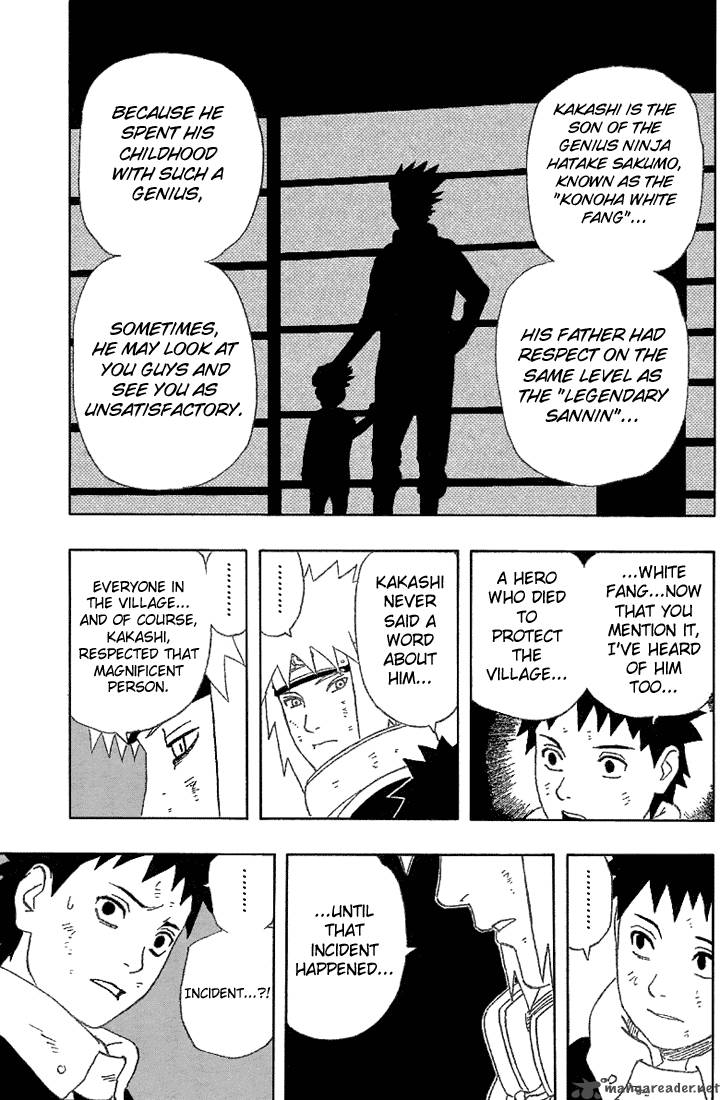 KAKASHI IS THE
SON OF THE
GENIUS NINJA
HATAKE SAKUMO,
KNOWN AS THE
"KONOHA WHITE
FANG"...
HIS FATHER HAD
RESPECT ON THE
SAME LEVEL AS
THE "LEGENDARY
SANNIN"...
BECAUSE HE
SPENT HIS
CHILDHOOD
WITH SUCH A
GENIUS,
SOMETIMES,
HE MAY LOOK AT
YOU GUYS AND
SEE YOU AS
UNSATISFACTORY.
...WHITE
FANG...NOW
THAT YOU
MENTION IT,
I'VE HEARD
OF HIM
TOO...
A HERO
WHO DIED
TO
PROTECT
THE
VILLAGE...
KAKASHI
NEVER
SAID A
WORD
ABOUT
HIM...
........
........
EVERYONE IN
THE VILLAGE...
AND OF COURSE,
KAKASHI,
RESPECTED THAT
MAGNIFICENT
PERSON.
........
...UNTIL
THAT
INCIDENT
HAPPENED...
........
INCIDENT...?!
mangareader.net